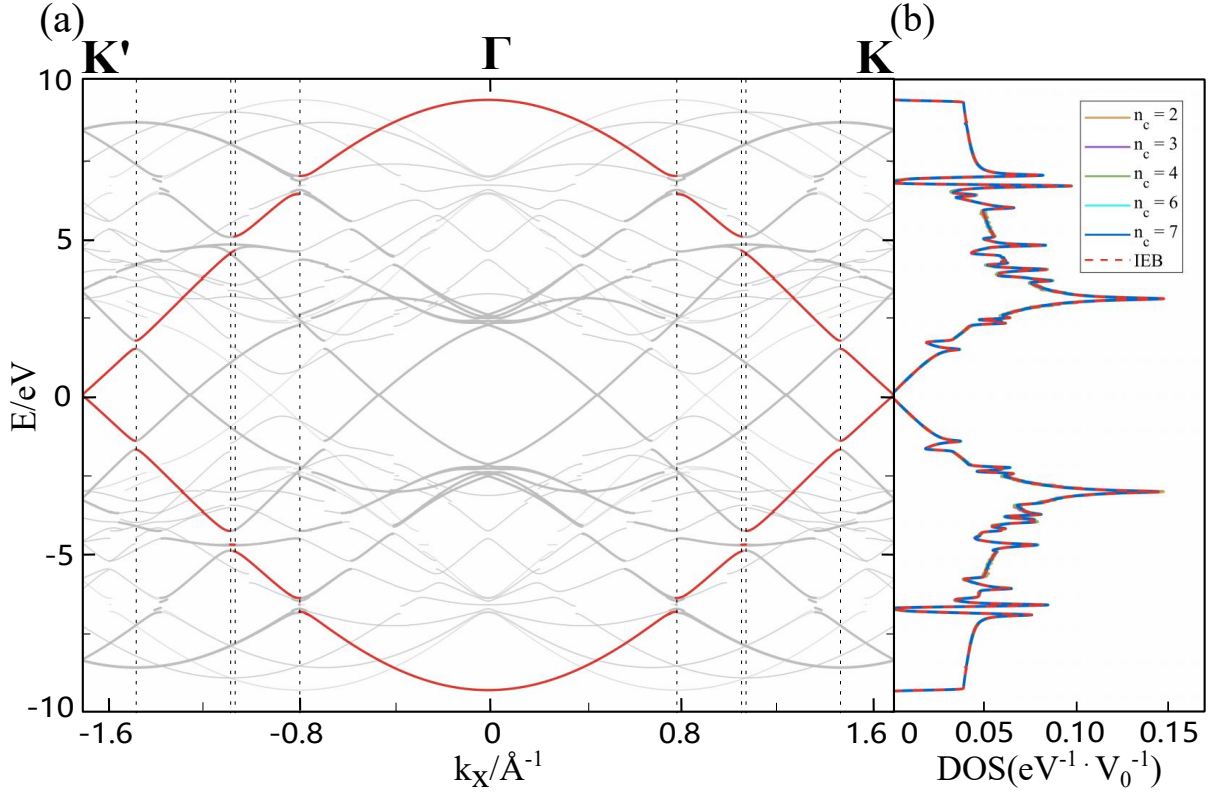 (a)
(b)
K'
Γ
K
10
5
0
-5
-10
E/eV
-1.6
-0.8
0
0.8
1.6
kX/Å-1
n_c = 2
n_c = 3
n_c = 4
n_c = 6
n_c = 7
IEB
0
0.05
0.10
0.15
DOS(eV-1 · V0-1)